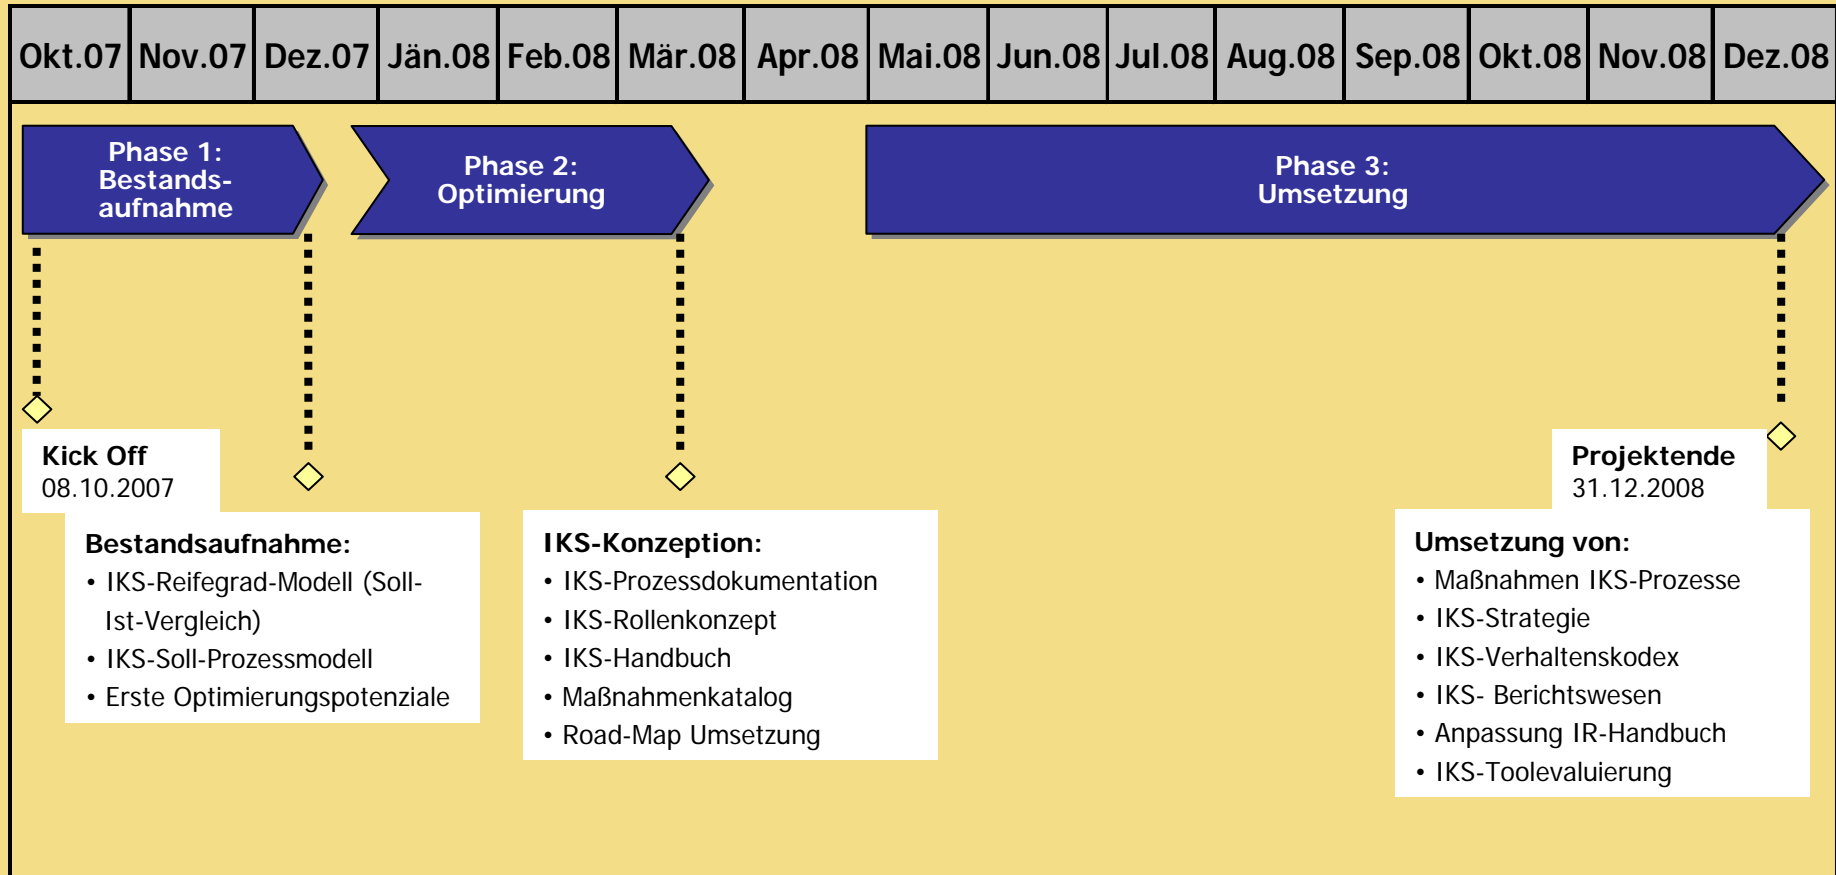 Okt.07 Nov.07 Dez.07 Jän.08 Feb.08 Mär.08 Apr.08 Mai.08 Jun.08 Jul.08 Aug.08 Sep.08 Okt.08 Nov.08 Dez.08
Phase 1:
Bestands-
aufnahme
Phase 2:
Optimierung
Phase 3:
Umsetzung
Kick Off
08.10.2007
Bestandsaufnahme:
• IKS-Reifegrad-Modell (Soll-
Ist-Vergleich)
• IKS-Soll-Prozessmodell
• Erste Optimierungspotenziale
IKS-Konzeption:
• IKS-Prozessdokumentation
• IKS-Rollenkonzept
• IKS-Handbuch
• Maßnahmenkatalog
• Road-Map Umsetzung
Projektende
31.12.2008
Umsetzung von:
• Maßnahmen IKS-Prozesse
• IKS-Strategie
• IKS-Verhaltenskodex
• IKS- Berichtswesen
• Anpassung IR-Handbuch
• IKS-Toolevaluierung